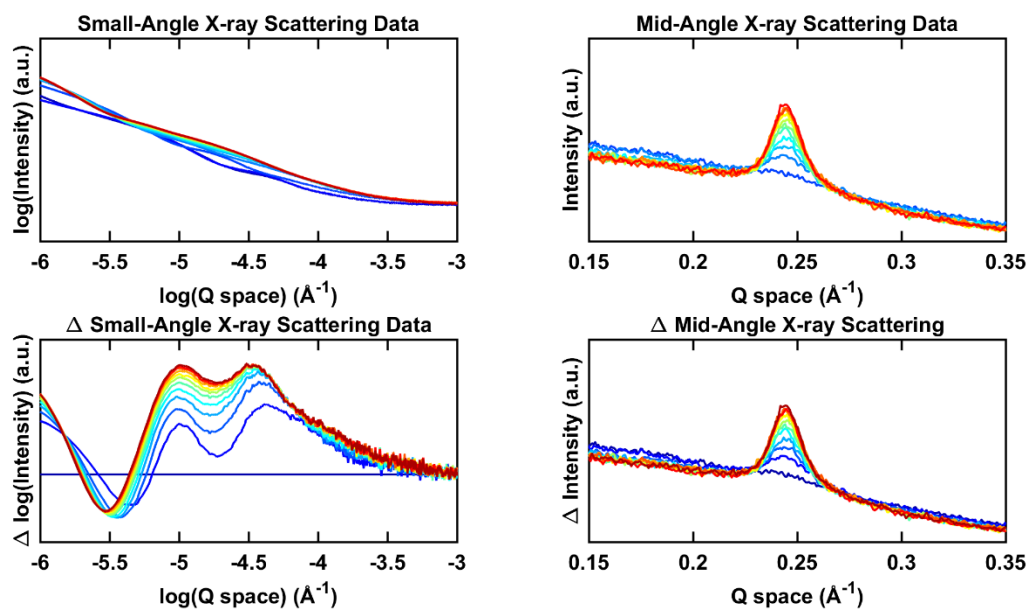 Small-Angle X-ray Scattering Data
log(Intensity) (a.u.)
-6 -5.5 -5 -4.5 -4 -3.5 -3
log(Q space) (Å⁻¹)
Mid-Angle X-ray Scattering Data
Intensity (a.u.)
0.15 0.2 0.25 0.3 0.35
Q space (Å⁻¹)
Δ Small-Angle X-ray Scattering Data
Δ log(Intensity) (a.u.)
-6 -5.5 -5 -4.5 -4 -3.5 -3
log(Q space) (Å⁻¹)
Δ Mid-Angle X-ray Scattering
Δ Intensity (a.u.)
0.15 0.2 0.25 0.3 0.35
Q space (Å⁻¹)